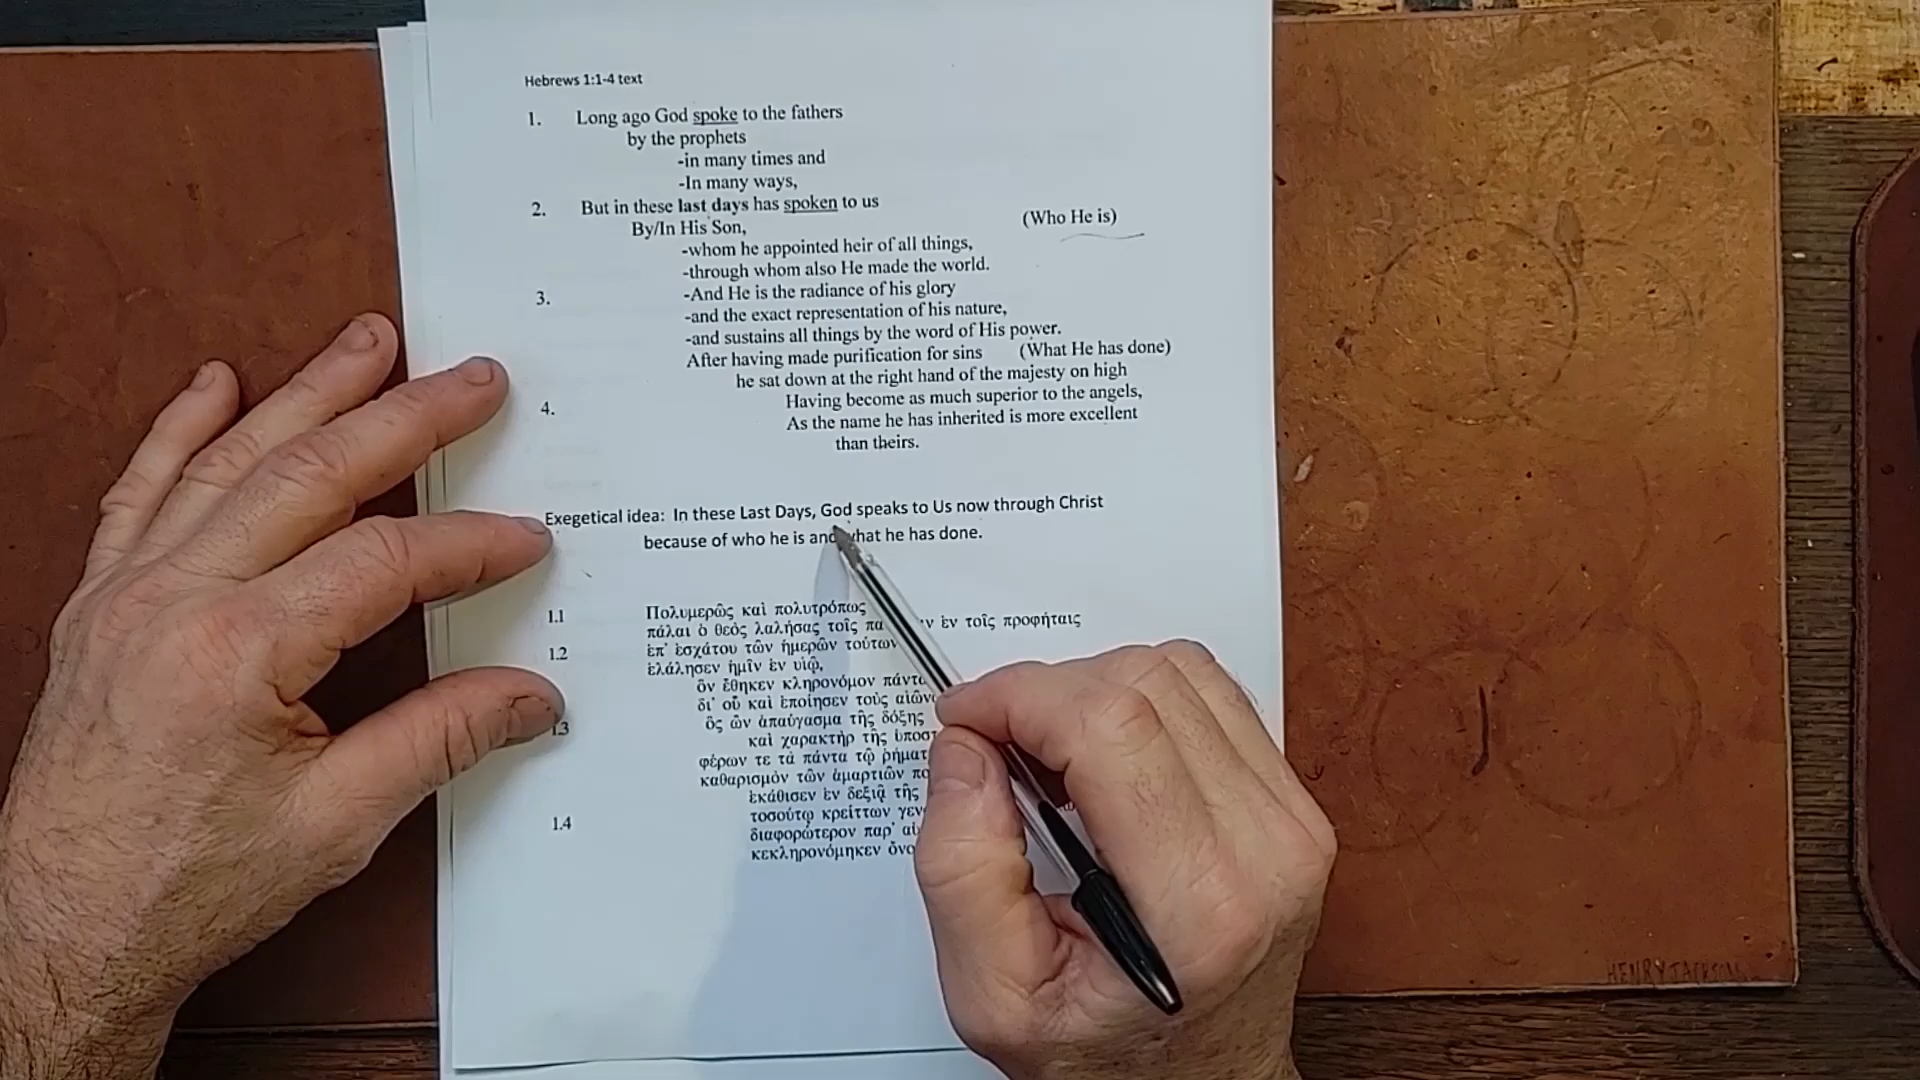 Hebrews 1:1-4 text
1. Long ago God spoke to the fathers
by the prophets
-in many times and
-In many ways,
2. But in these last days has spoken to us
By/In His Son, (Who He is)
-whom he appointed heir of all things,
-through whom also He made the world.
3. -And He is the radiance of his glory
-and the exact representation of his nature,
-and sustains all things by the word of His power.
After having made purification for sins (What He has done)
he sat down at the right hand of the majesty on high
4. Having become as much superior to the angels,
As the name he has inherited is more excellent
than theirs.
Exegetical idea: In these Last Days, God speaks to Us now through Christ
because of who he is and what he has done.
1.1 Πολυμερῶς καὶ πολυτρόπως
πάλαι ὁ θεὸς λαλήσας τοῖς ἐν τοῖς προφήταις
1.2 ἐπ' ἐσχάτου τῶν ἡμερῶν τούτων
ἐλάλησεν ἡμῖν ἐν υἱῷ,
ὃν ἔθηκεν κληρονόμον
δι' οὗ καὶ ἐποίησεν τοὺς
1.3 ὃς ὢν ἀπαύγασμα τῆς δόξης
καὶ χαρακτὴρ τῆς
φέρων τε τὰ πάντα τῷ
καθαρισμὸν τῶν ἁμαρτιῶν
ἐκάθισεν ἐν δεξιᾷ τῆς
1.4 τοσούτῳ κρείττων
διαφορώτερον παρ'
κεκληρονόμηκεν
HENRY JACKSON